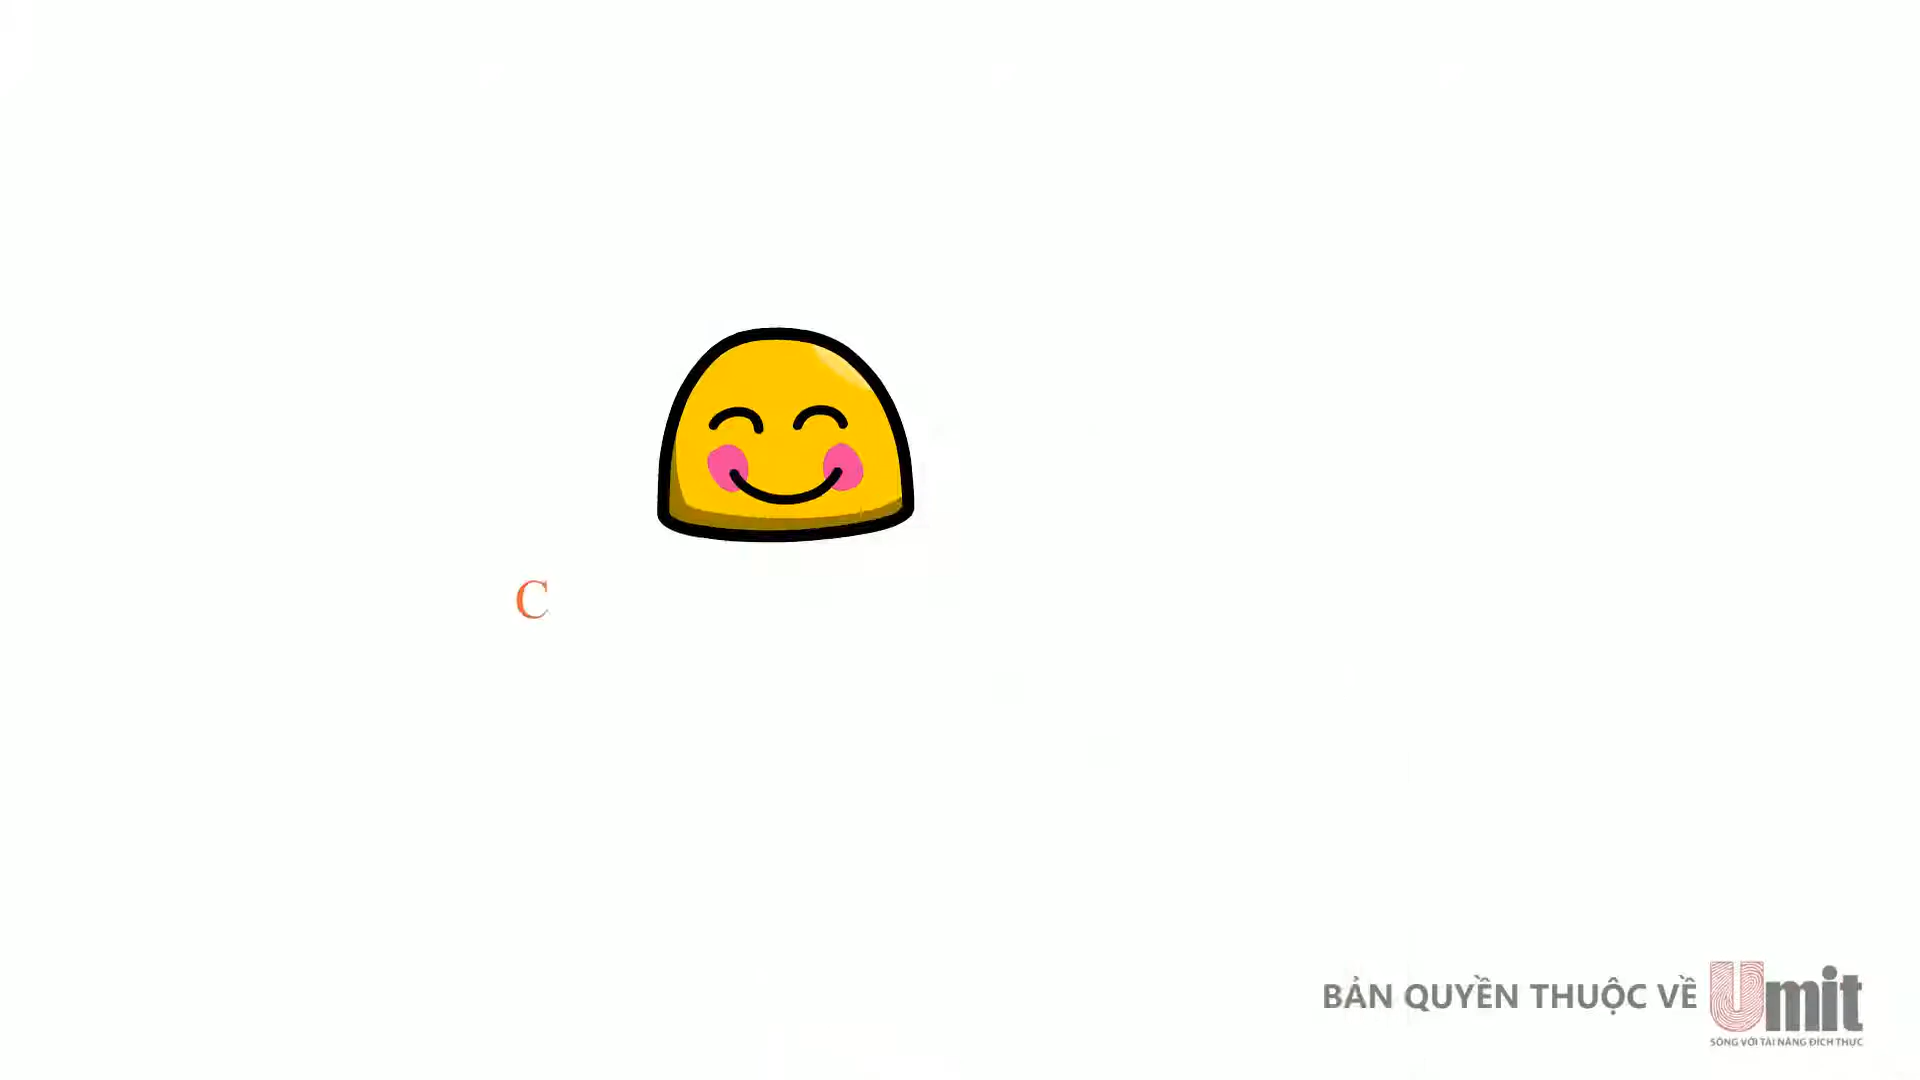 C
BẢN QUYỀN THUỘC VỀ Umit
SỐNG VỚI TÀI NĂNG ĐÍCH THỰC